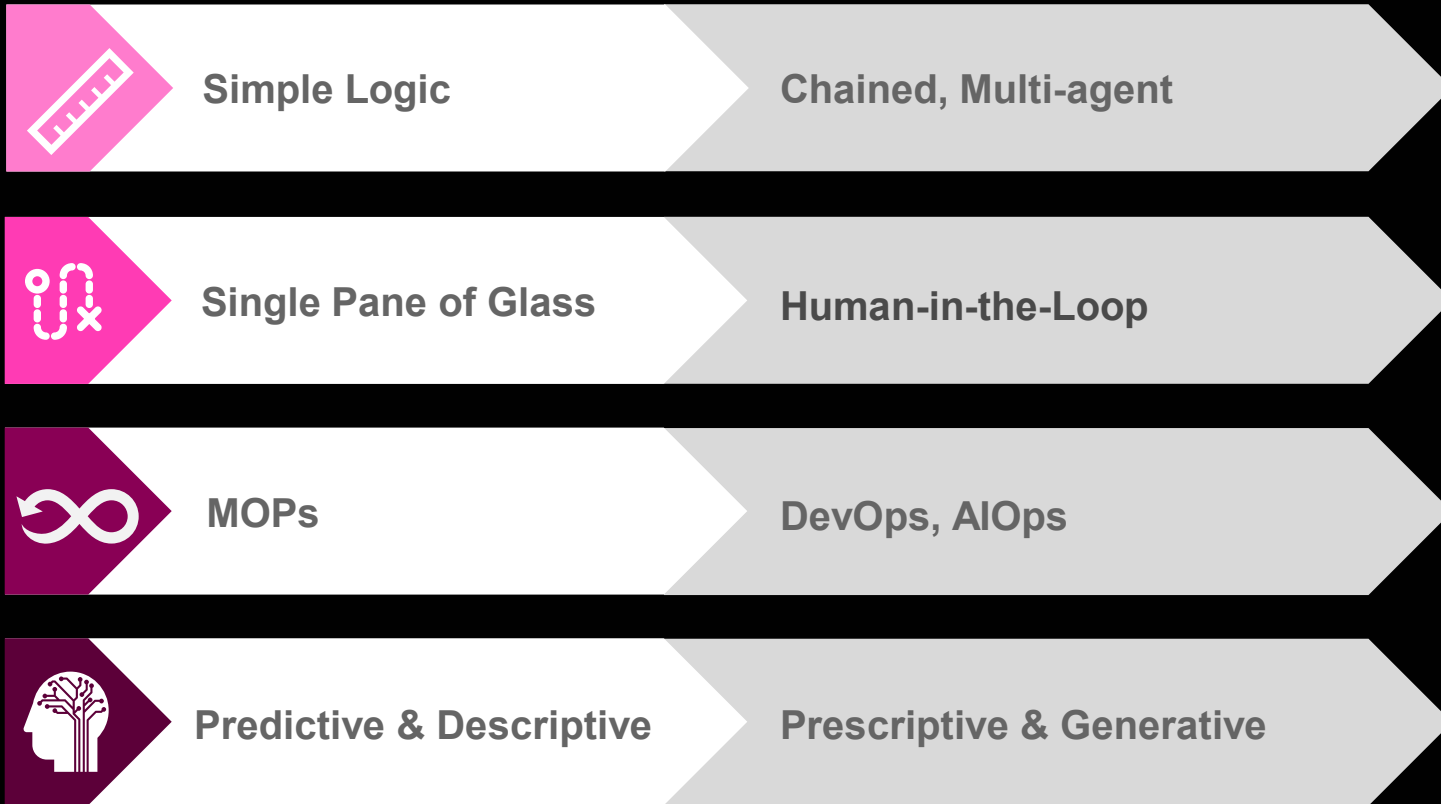 Simple Logic
Chained, Multi-agent
Single Pane of Glass
Human-in-the-Loop
MOPs
DevOps, AIOps
Predictive & Descriptive
Prescriptive & Generative